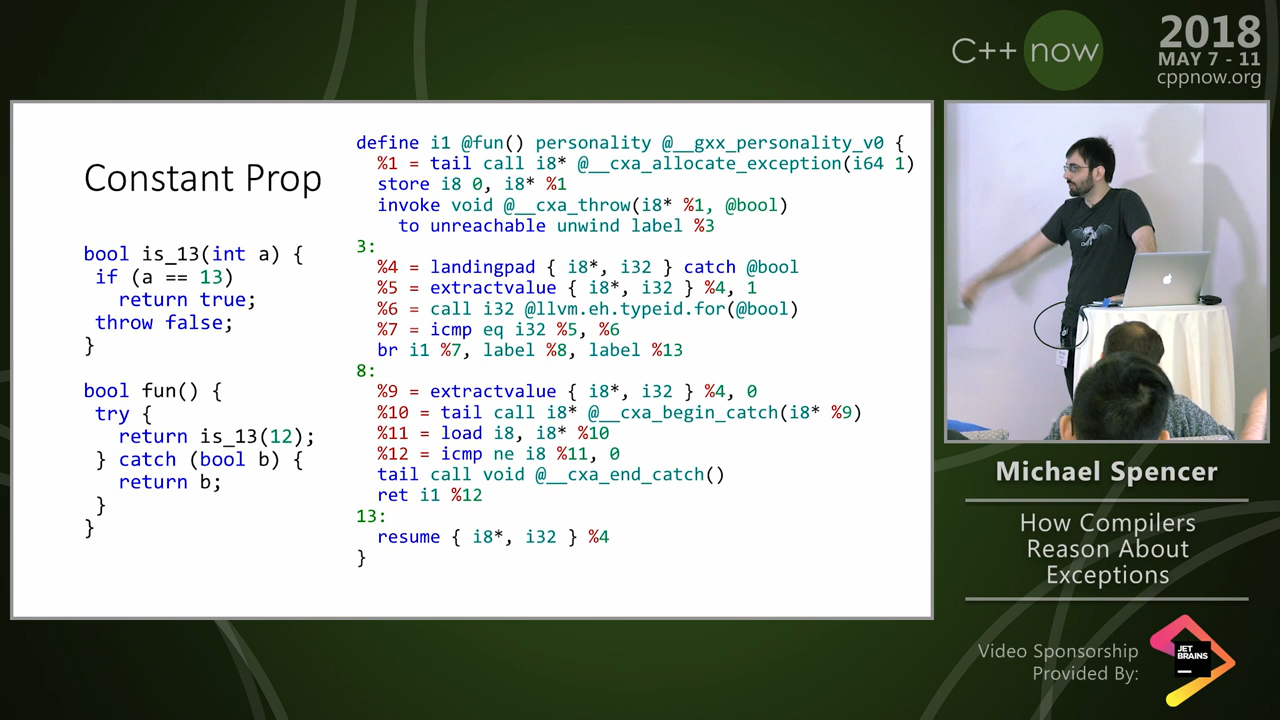 C++ now
2018
MAY 7 - 11
cppnow.org
Constant Prop
bool is_13(int a) {
if (a == 13)
return true;
throw false;
}
bool fun() {
try {
return is_13(12);
} catch (bool b) {
return b;
}
}
define i1 @fun() personality @__gxx_personality_v0 {
%1 = tail call i8* @__cxa_allocate_exception(i64 1)
store i8 0, i8* %1
invoke void @__cxa_throw(i8* %1, @bool)
to unreachable unwind label %3
3:
%4 = landingpad { i8*, i32 } catch @bool
%5 = extractvalue { i8*, i32 } %4, 1
%6 = call i32 @llvm.eh.typeid.for(@bool)
%7 = icmp eq i32 %5, %6
br i1 %7, label %8, label %13
8:
%9 = extractvalue { i8*, i32 } %4, 0
%10 = tail call i8* @__cxa_begin_catch(i8* %9)
%11 = load i8, i8* %10
%12 = icmp ne i8 %11, 0
tail call void @__cxa_end_catch()
ret i1 %12
13:
resume { i8*, i32 } %4
}
Michael Spencer
How Compilers
Reason About
Exceptions
Video Sponsorship
Provided By:
JET
BRAINS